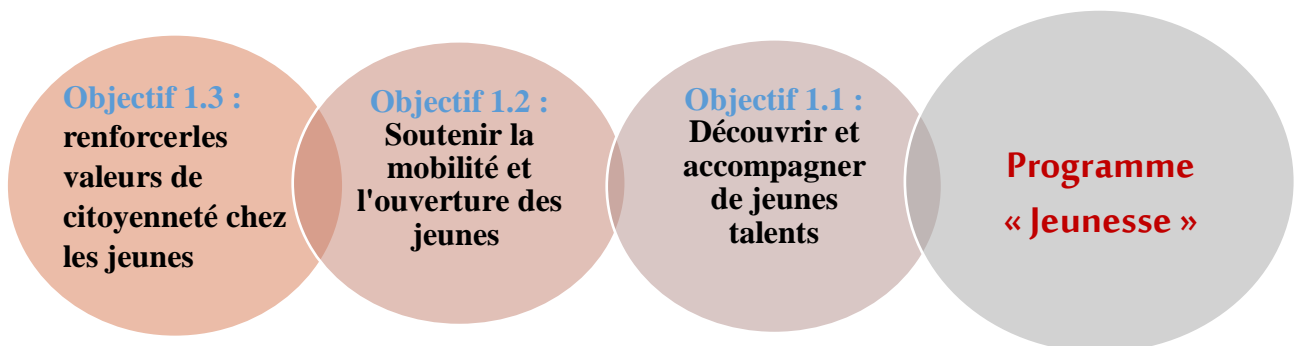 Objectif 1.3 :
renforcerles
valeurs de
citoyenneté chez
les jeunes
Objectif 1.2 :
Soutenir la
mobilité et
l'ouverture des
jeunes
Objectif 1.1 :
Découvrir et
accompagner
de jeunes
talents
Programme
« Jeunesse »